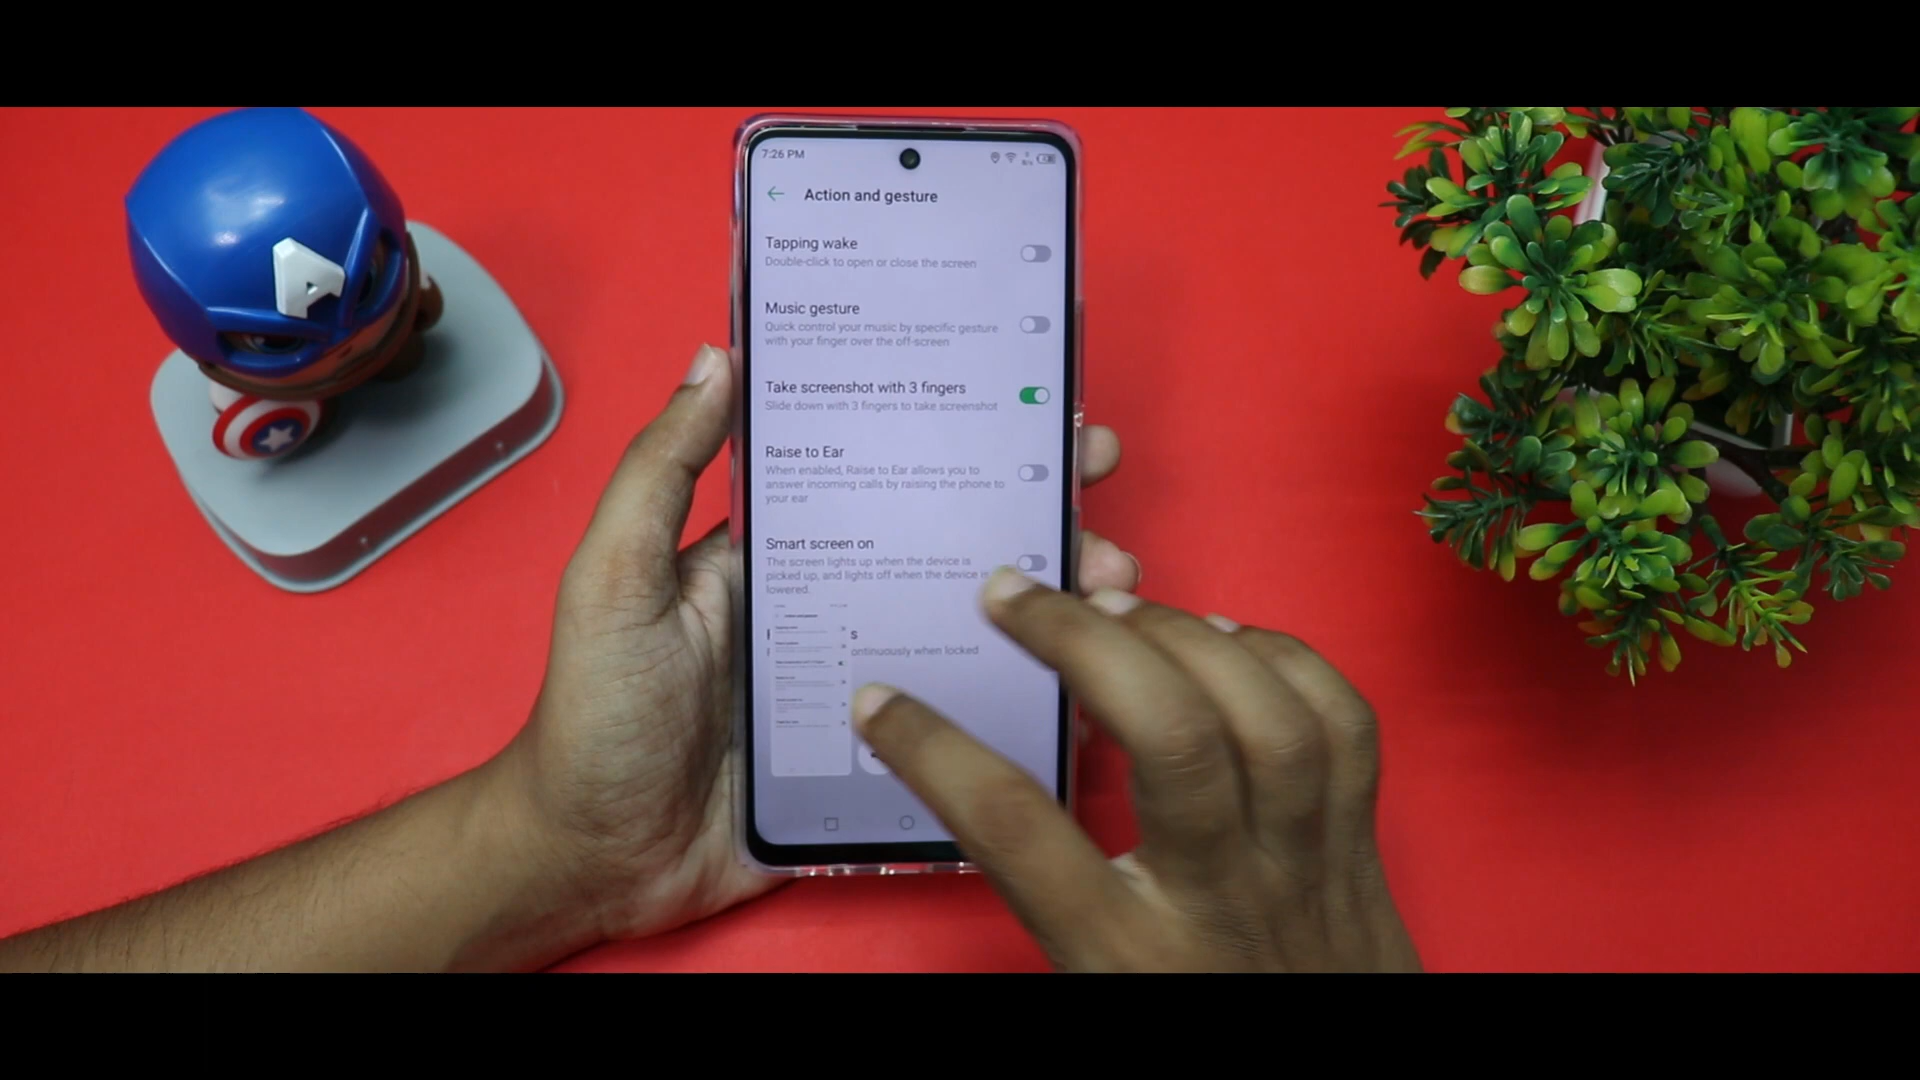 7:26 PM
Action and gesture
Tapping wake
Double-click to open or close the screen
Music gesture
Quick control your music by specific gesture
with your finger over the off-screen
Take screenshot with 3 fingers
Slide down with 3 fingers to take screenshot
Raise to Ear
When enabled, Raise to Ear allows you to
answer incoming calls by raising the phone to
your ear
Smart screen on
The screen lights up when the device is
picked up, and lights off when the device is
lowered.
s
ontinuously when locked
A